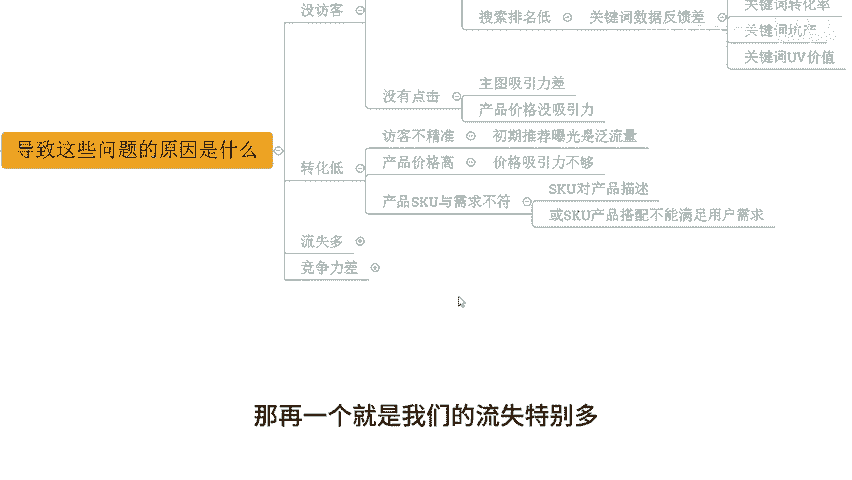 没访客
搜索排名低
关键词数据反馈差
关键词转化率
关键词坑产
关键词UV价值
没有点击
主图吸引力差
产品价格没吸引力
导致这些问题的原因是什么
转化低
访客不精准
初期推荐曝光是泛流量
产品价格高
价格吸引力不够
产品SKU与需求不符
SKU对产品描述
或SKU产品搭配不能满足用户需求
流失多
竞争力差
那再一个就是我们的流失特别多